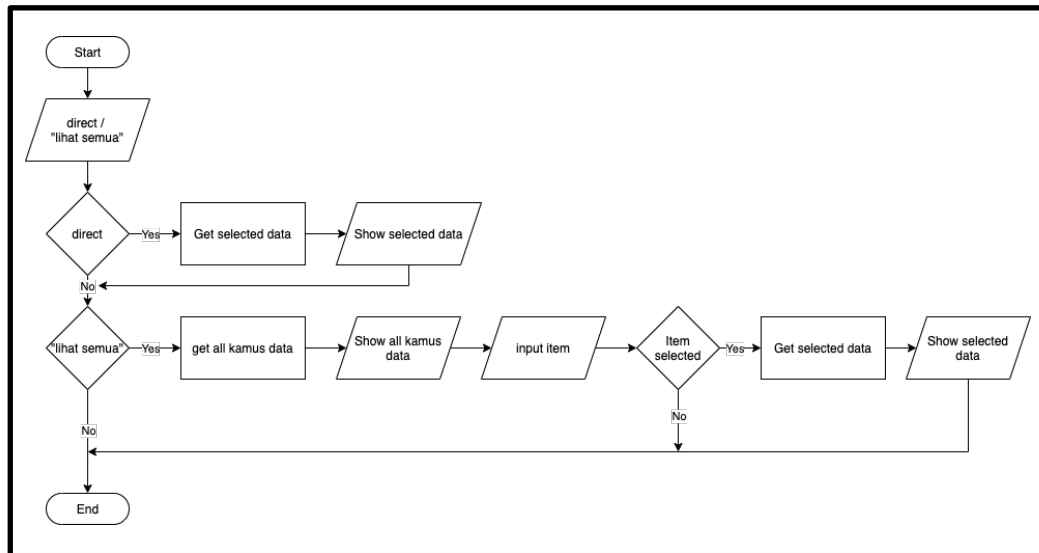 Start
direct /
"lihat semua"
direct
Yes
Get selected data
Show selected data
No
"lihat semua"
Yes
get all kamus data
Show all kamus
data
input item
Item
selected
Yes
Get selected data
Show selected
data
No
No
End